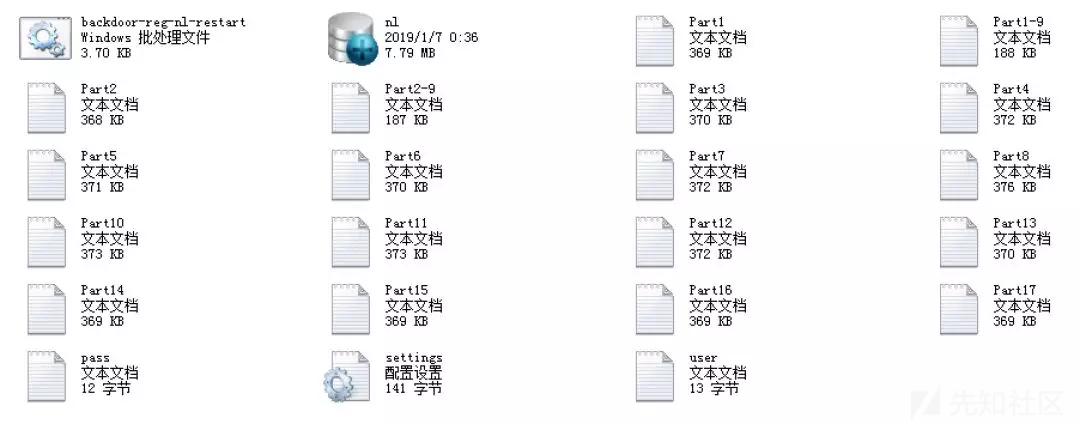 backdoor-reg-nl-restart
Windows 批处理文件
3.70 KB
nl
2019/1/7 0:36
7.79 MB
Part1
文本文档
369 KB
Part1-9
文本文档
188 KB
Part2
文本文档
368 KB
Part2-9
文本文档
187 KB
Part3
文本文档
370 KB
Part4
文本文档
372 KB
Part5
文本文档
371 KB
Part6
文本文档
370 KB
Part7
文本文档
372 KB
Part8
文本文档
376 KB
Part10
文本文档
373 KB
Part11
文本文档
373 KB
Part12
文本文档
372 KB
Part13
文本文档
370 KB
Part14
文本文档
369 KB
Part15
文本文档
369 KB
Part16
文本文档
369 KB
Part17
文本文档
369 KB
pass
文本文档
12 字节
settings
配置设置
141 字节
user
文本文档
13 字节
先知社区